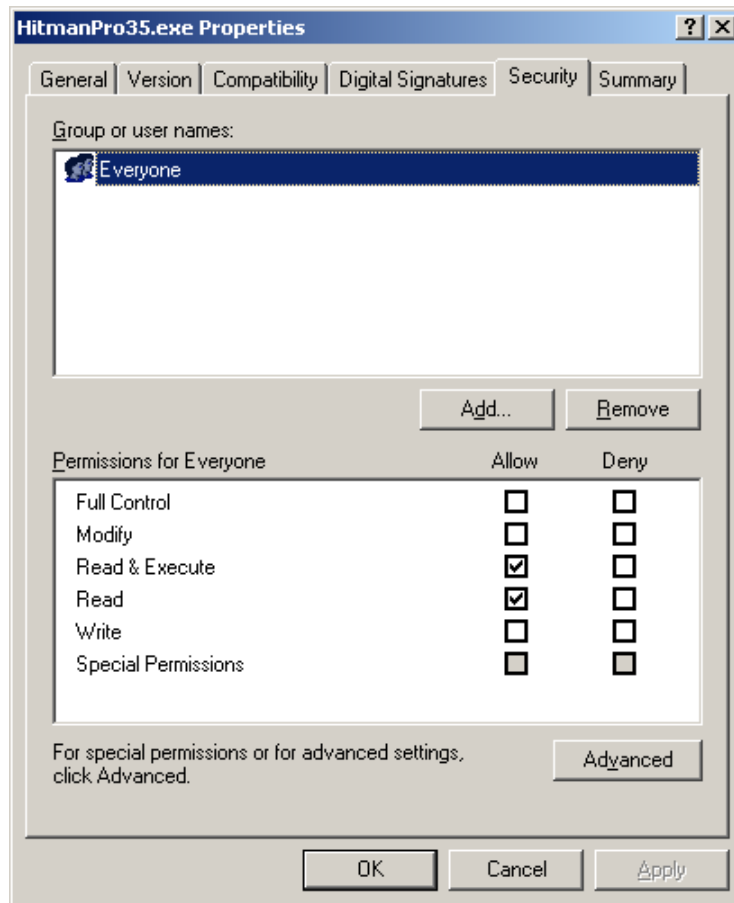 HitmanPro35.exe Properties
General Version Compatibility Digital Signatures Security Summary
Group or user names:
Everyone
Add... Remove
Permissions for Everyone Allow Deny
Full Control
Modify
Read & Execute
Read
Write
Special Permissions
For special permissions or for advanced settings,
click Advanced.
Advanced
OK Cancel Apply